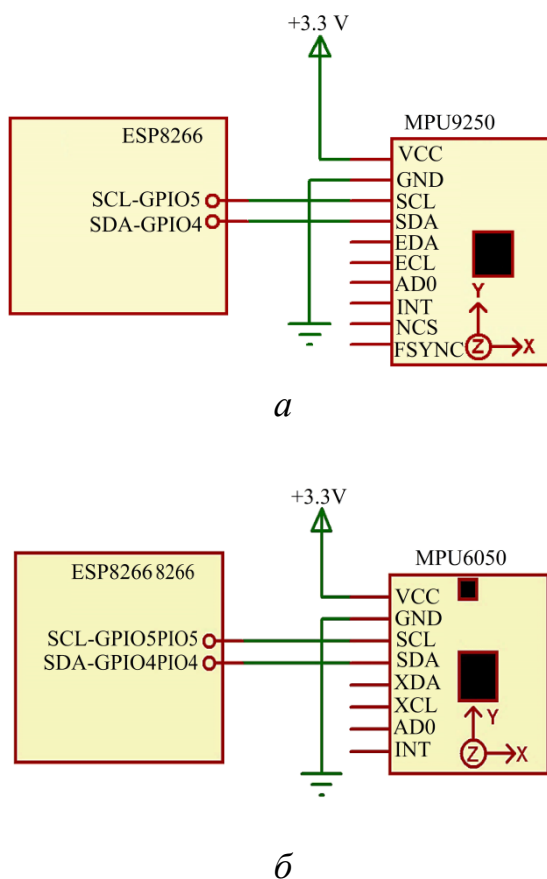 +3.3 V
MPU9250
ESP8266
VCC
GND
SCL-GPIO5
SCL
SDA-GPIO4
SDA
EDA
ECL
AD0
INT
Y
NCS
FSYNC
Z
X
а
+3.3V
MPU6050
ESP8266 8266
VCC
GND
SCL-GPIO5PIO5
SCL
SDA-GPIO4PIO4
SDA
XDA
XCL
Y
AD0
INT
Z
X
б